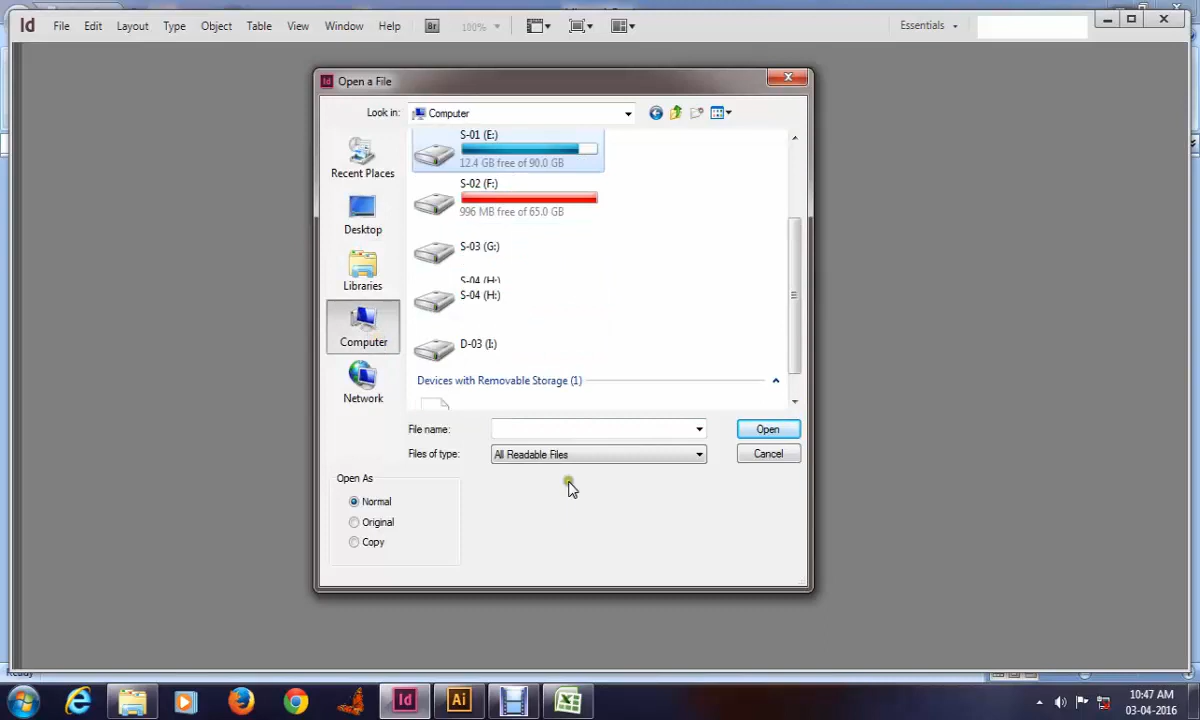 Id File Edit Layout Type Object Table View Window Help Br 100% Essentials
Id Open a File
Look in: Computer
S-01 (E:)
12.4 GB free of 90.0 GB
Recent Places
S-02 (F:)
996 MB free of 65.0 GB
Desktop
S-03 (G:)
Libraries
S-04 (H:)
S-04 (H:)
Computer
D-03 (I:)
Devices with Removable Storage (1)
Network
File name: Open
Files of type: All Readable Files Cancel
Open As
Normal
Original
Copy
Ready
Id Ai
10:47 AM
03-04-2016